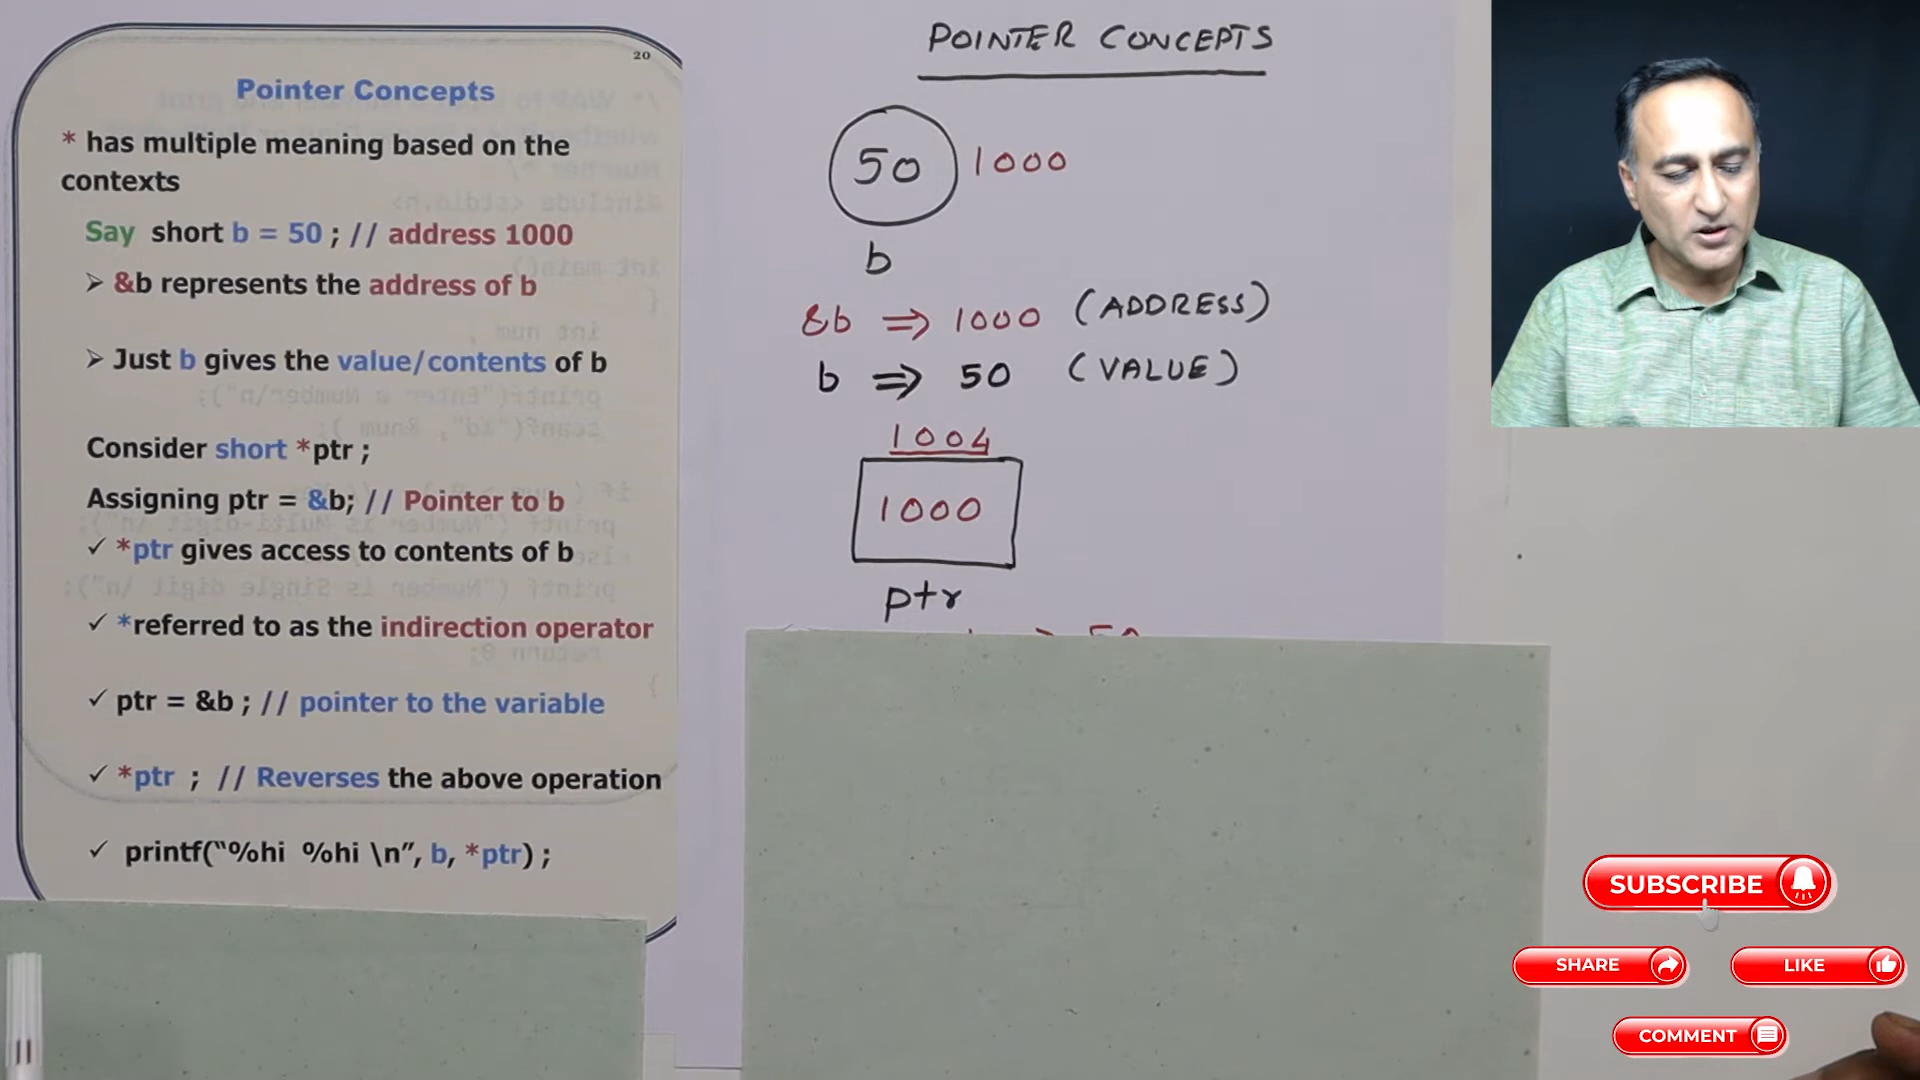 20
Pointer Concepts
* has multiple meaning based on the
contexts
Say short b = 50 ; // address 1000
➢ &b represents the address of b
➢ Just b gives the value/contents of b
Consider short *ptr ;
Assigning ptr = &b; // Pointer to b
✓ *ptr gives access to contents of b
✓ *referred to as the indirection operator
✓ ptr = &b ; // pointer to the variable
✓ *ptr ; // Reverses the above operation
✓ printf(“%hi %hi \n”, b, *ptr) ;
POINTER CONCEPTS
50 1000
b
&b ⇒ 1000 (ADDRESS)
b ⇒ 50 (VALUE)
1004
1000
ptr
SUBSCRIBE
SHARE
LIKE
COMMENT